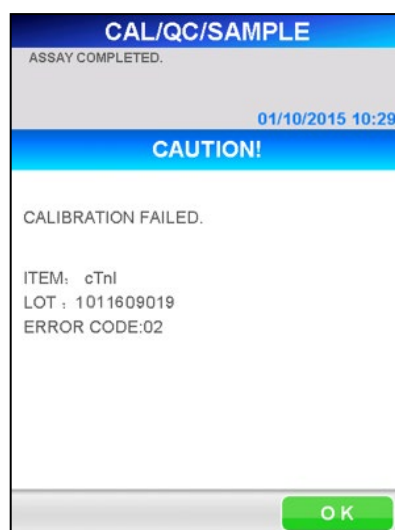 CAL/QC/SAMPLE
ASSAY COMPLETED.
01/10/2015 10:29
CAUTION!
CALIBRATION FAILED.
ITEM: cTnI
LOT : 1011609019
ERROR CODE:02
OK